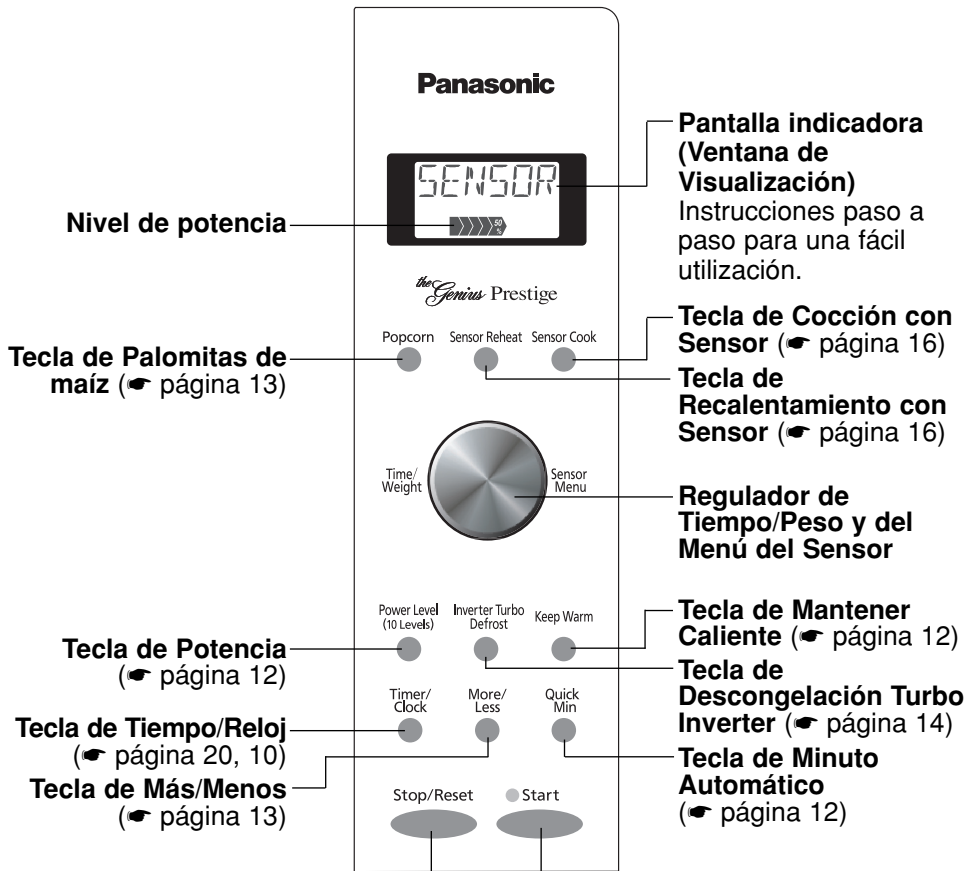 Panasonic
SENSOR
50
%
the Genius Prestige
Popcorn Sensor Reheat Sensor Cook
Time/
Weight
Sensor
Menu
Power Level
(10 Levels)
Inverter Turbo
Defrost
Keep Warm
Timer/
Clock
More/
Less
Quick
Min
Stop/Reset
Start
Nivel de potencia
Tecla de Palomitas de
maíz (☛ página 13)
Tecla de Potencia
(☛ página 12)
Tecla de Tiempo/Reloj
(☛ página 20, 10)
Tecla de Más/Menos
(☛ página 13)
Pantalla indicadora
(Ventana de
Visualización)
Instrucciones paso a
paso para una fácil
utilización.
Tecla de Cocción con
Sensor (☛ página 16)
Tecla de
Recalentamiento con
Sensor (☛ página 16)
Regulador de
Tiempo/Peso y del
Menú del Sensor
Tecla de Mantener
Caliente (☛ página 12)
Tecla de
Descongelación Turbo
Inverter (☛ página 14)
Tecla de Minuto
Automático
(☛ página 12)